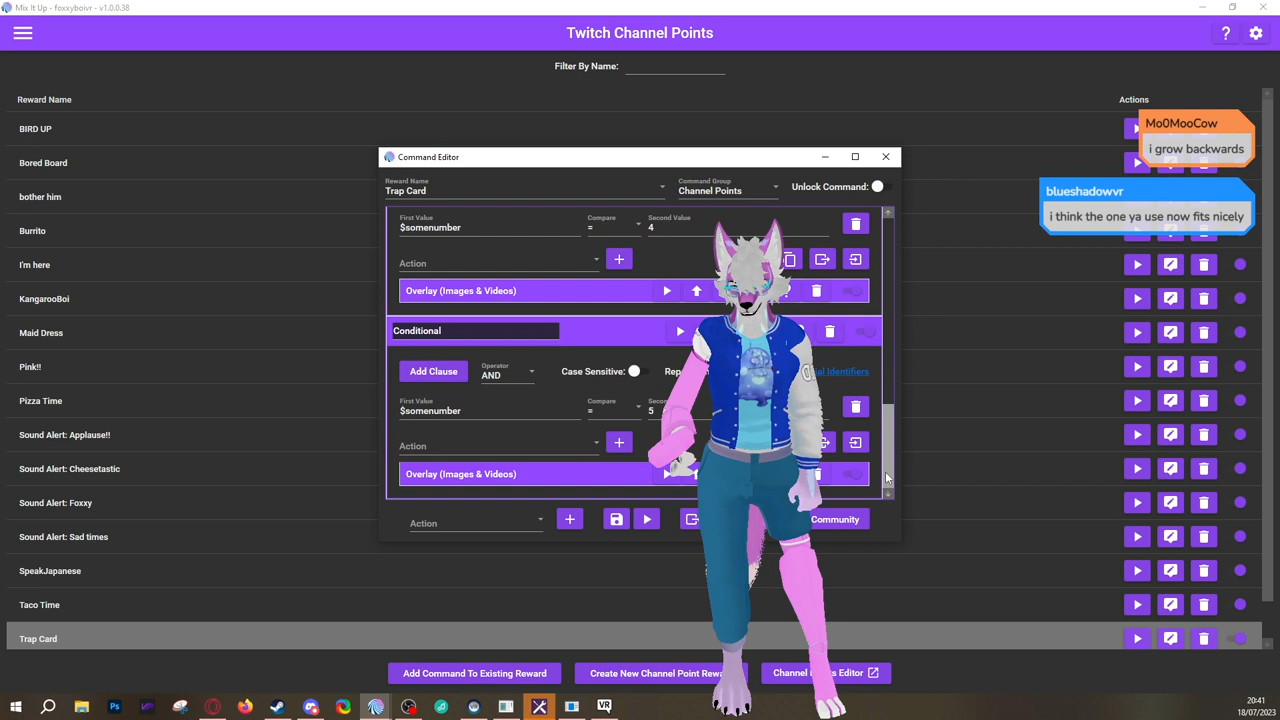 Mix It Up - foxxyboivr - v1.0.0.38
Twitch Channel Points
?
Filter By Name:
Reward Name
Actions
BIRD UP
Bored Board
bother him
Burrito
I'm here
KangarooBoi
Maid Dress
Pink!!
Pizza Time
Sound Alert: Applause!!
Sound Alert: Cheesetastic
Sound Alert: Foxxy
Sound Alert: Sad times
SpeakJapanese
Taco Time
Trap Card
Mo0MooCow
i grow backwards
blueshadowvr
i think the one ya use now fits nicely
Command Editor
Reward Name
Trap Card
Command Group
Channel Points
Unlock Command:
First Value
$somenumber
Compare
=
Second Value
4
Action
Overlay (Images & Videos)
Conditional
Add Clause
Operator
AND
Case Sensitive:
First Value
$somenumber
Compare
=
5
Action
Overlay (Images & Videos)
Action
Community
Add Command To Existing Reward
Create New Channel Point
Editor
VR
20:41
18/07/2023